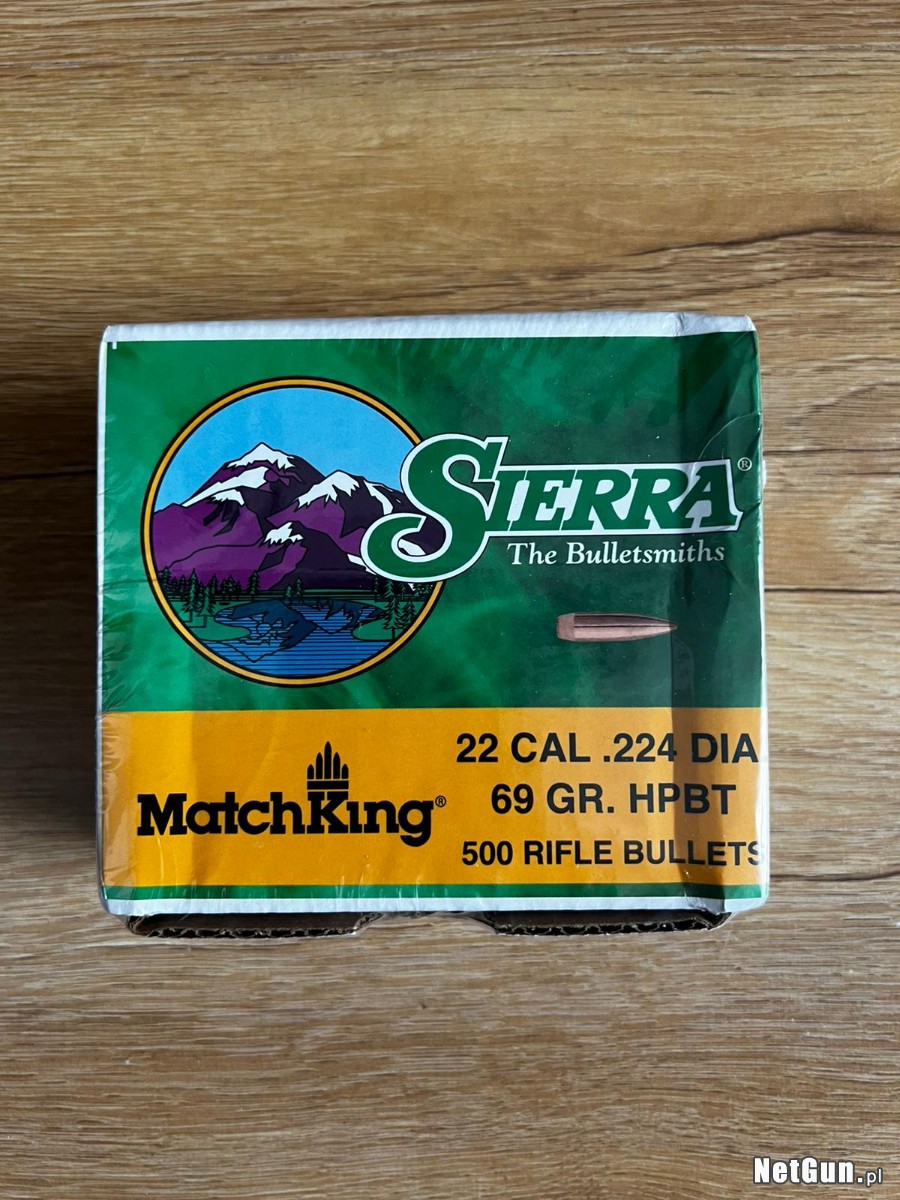 SIERRA®
The Bulletsmiths
22 CAL .224 DIA
69 GR. HPBT
MatchKing®
500 RIFLE BULLETS
NetGun.pl